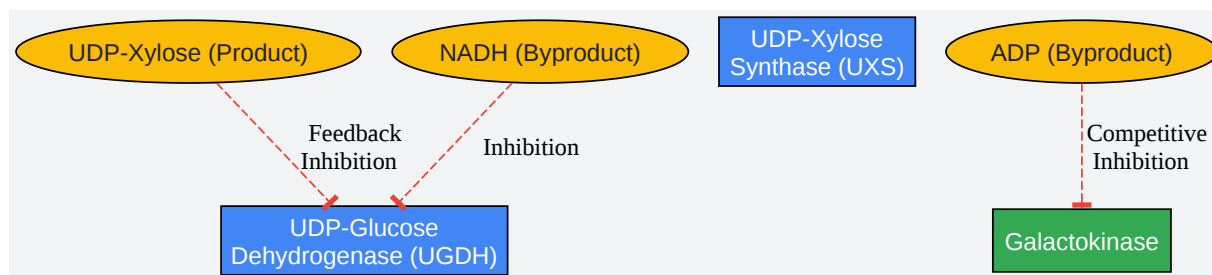 UDP-Xylose (Product)
NADH (Byproduct)
UDP-Xylose
Synthase (UXS)
ADP (Byproduct)
Feedback
Inhibition
Inhibition
Competitive
Inhibition
UDP-Glucose
Dehydrogenase (UGDH)
Galactokinase